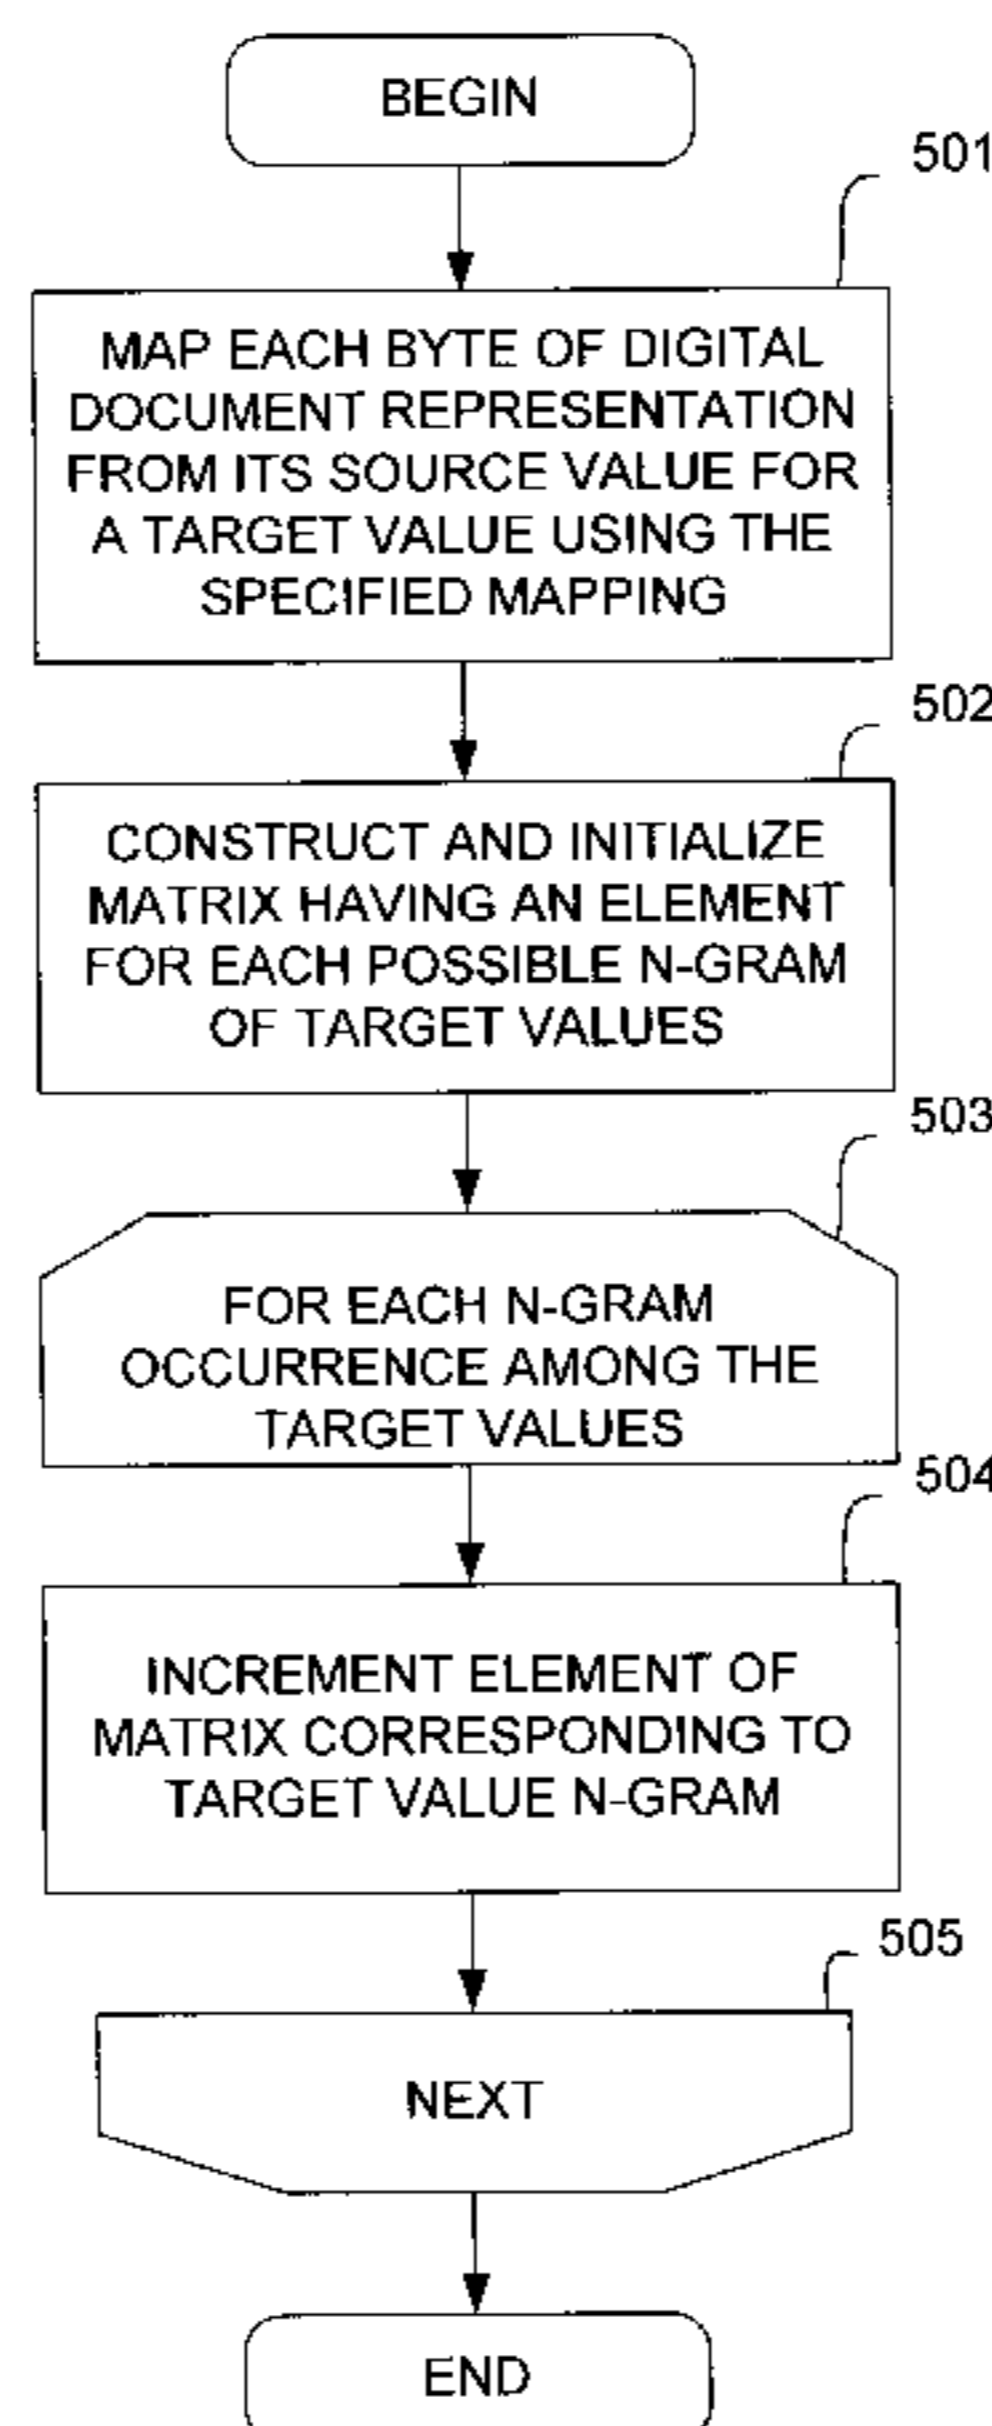 BEGIN
501
MAP EACH BYTE OF DIGITAL
DOCUMENT REPRESENTATION
FROM ITS SOURCE VALUE FOR
A TARGET VALUE USING THE
SPECIFIED MAPPING
502
CONSTRUCT AND INITIALIZE
MATRIX HAVING AN ELEMENT
FOR EACH POSSIBLE N-GRAM
OF TARGET VALUES
503
FOR EACH N-GRAM
OCCURRENCE AMONG THE
TARGET VALUES
504
INCREMENT ELEMENT OF
MATRIX CORRESPONDING TO
TARGET VALUE N-GRAM
505
NEXT
END